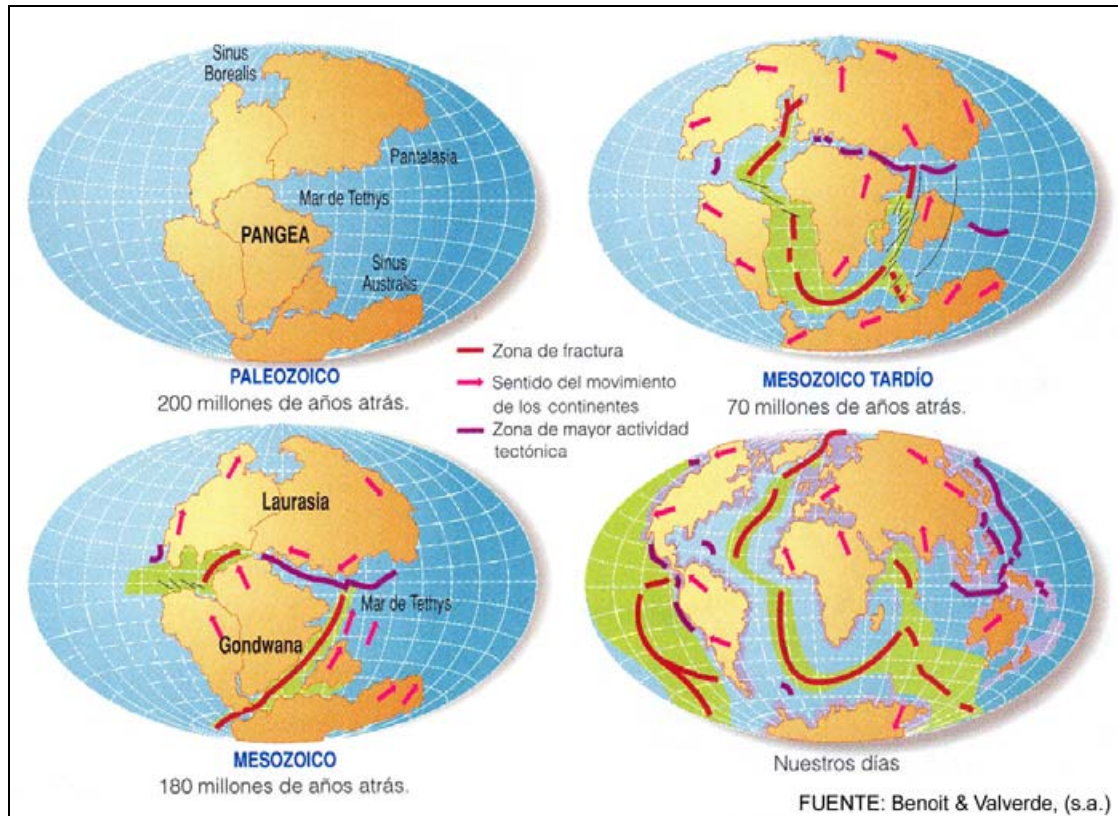 Sinus
Borealis
Pantalasia
Mar de Tethys
PANGEA
Sinus
Australis
PALEOZOICO
200 millones de años atrás.
Zona de fractura
Sentido del movimiento
de los continentes
Zona de mayor actividad
tectónica
MESOZOICO TARDÍO
70 millones de años atrás.
Laurasia
Mar de Tethys
Gondwana
MESOZOICO
180 millones de años atrás.
Nuestros días
FUENTE: Benoit & Valverde, (s.a.)